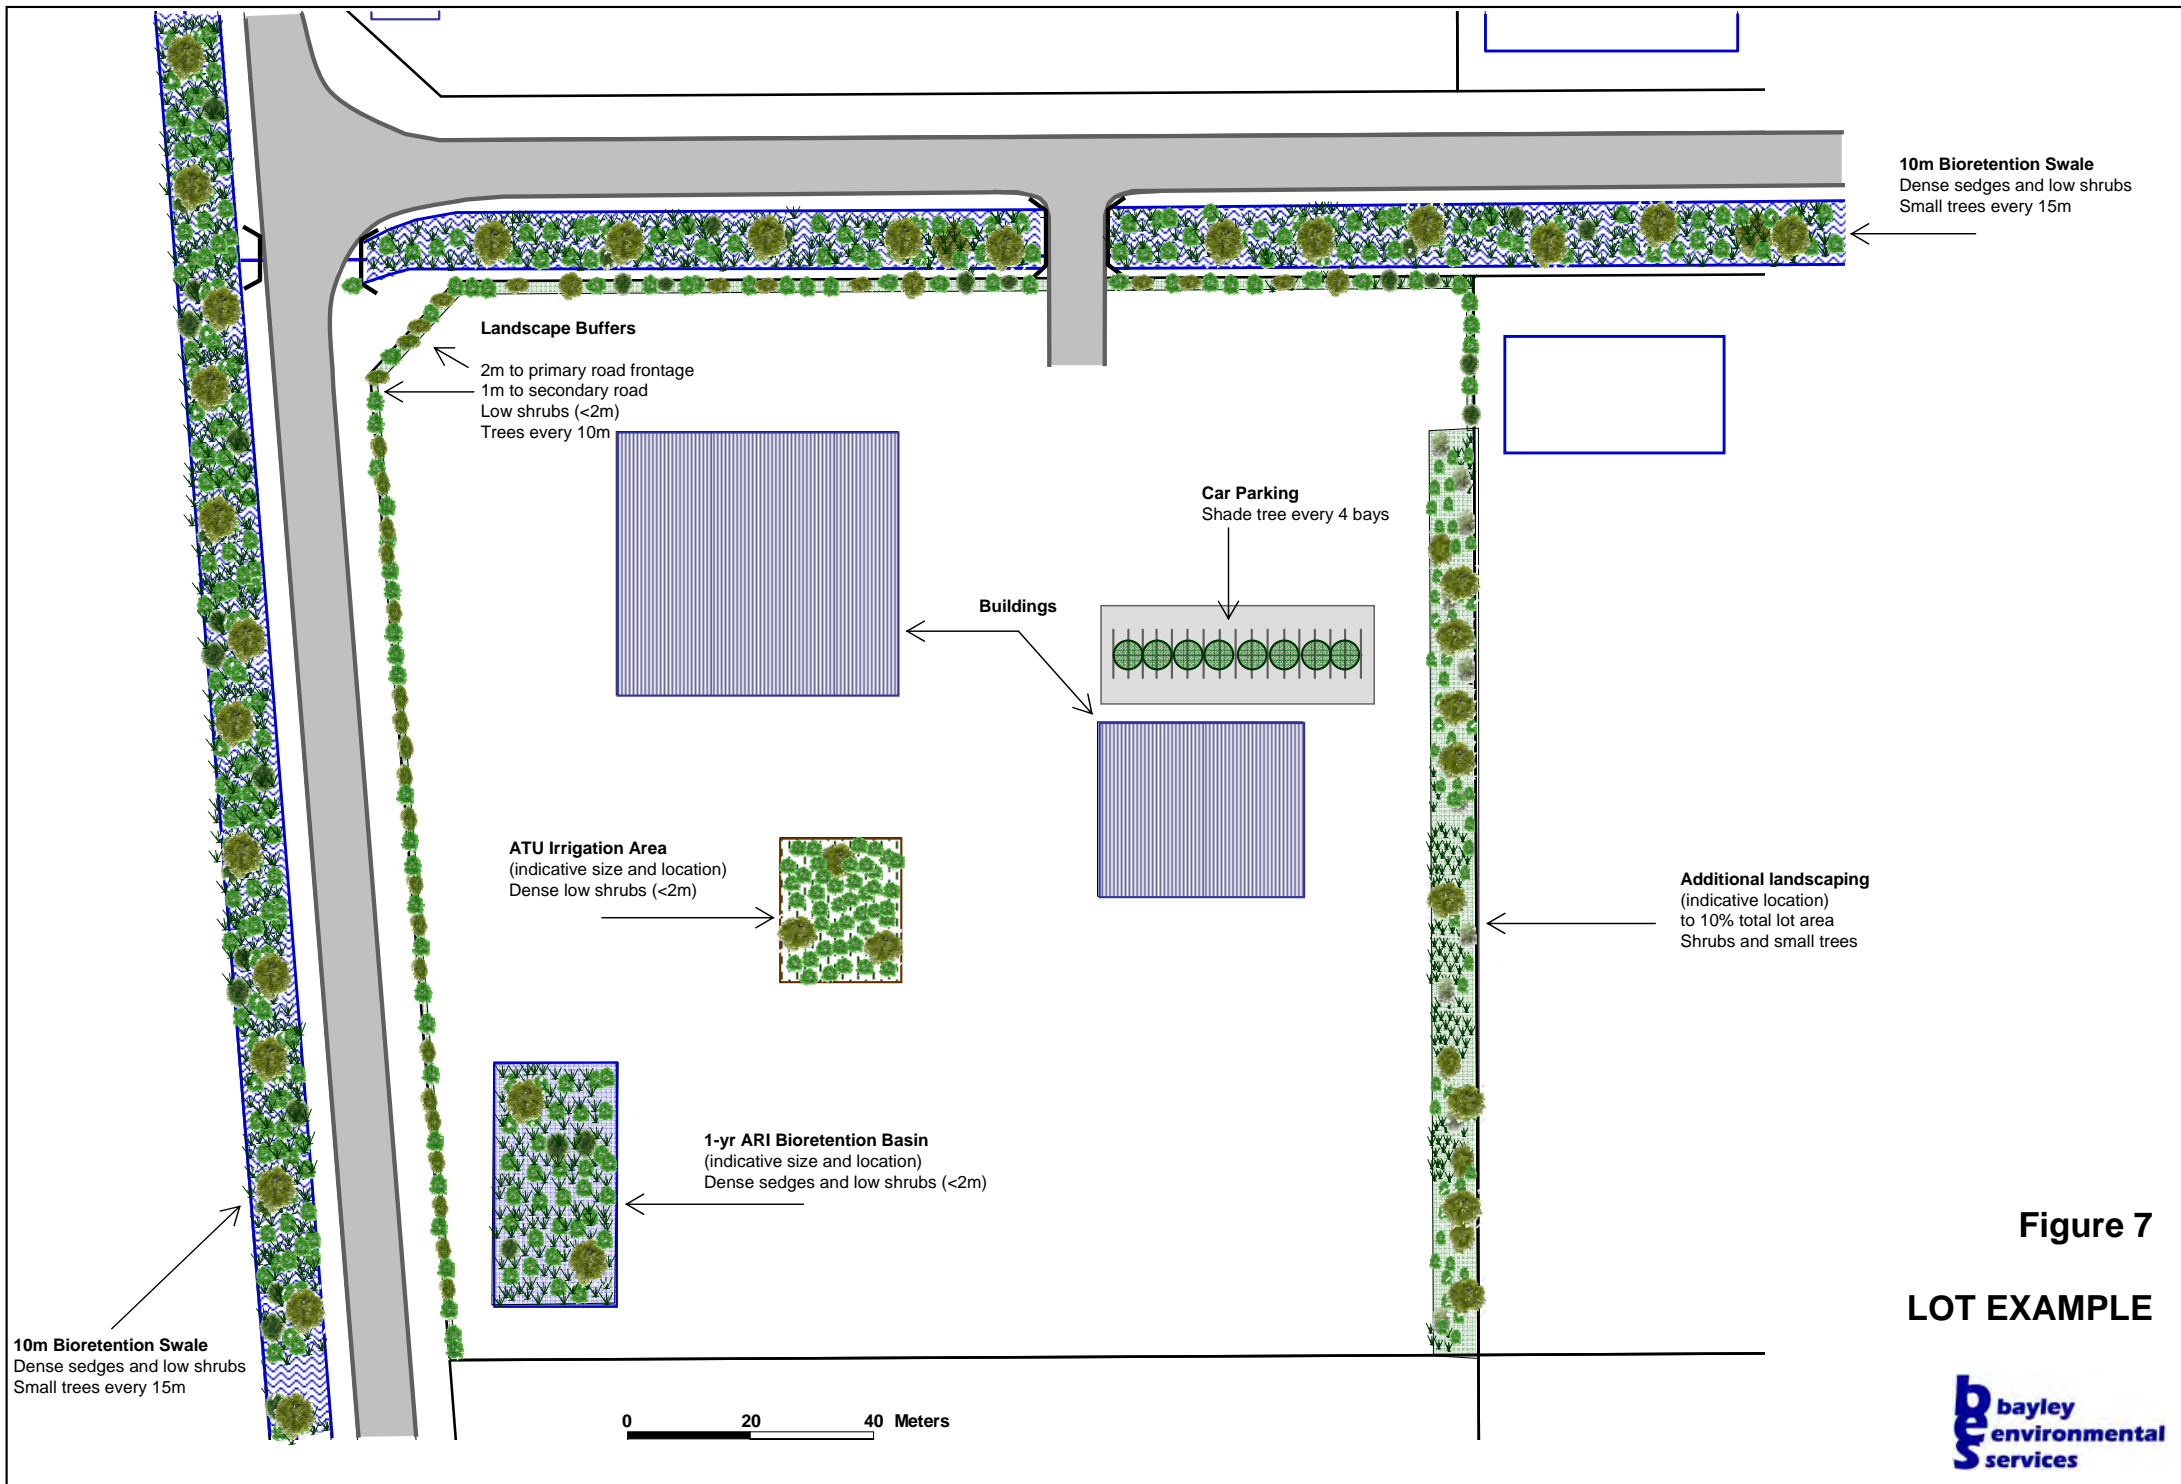 10m Bioretention Swale
Dense sedges and low shrubs
Small trees every 15m
Landscape Buffers
2m to primary road frontage
1m to secondary road
Low shrubs (<2m)
Trees every 10m
Car Parking
Shade tree every 4 bays
Buildings
ATU Irrigation Area
(indicative size and location)
Dense low shrubs (<2m)
Additional landscaping
(indicative location)
to 10% total lot area
Shrubs and small trees
1-yr ARI Bioretention Basin
(indicative size and location)
Dense sedges and low shrubs (<2m)
Figure 7
LOT EXAMPLE
10m Bioretention Swale
Dense sedges and low shrubs
Small trees every 15m
0 20 40 Meters
bes
bayley
environmental
services